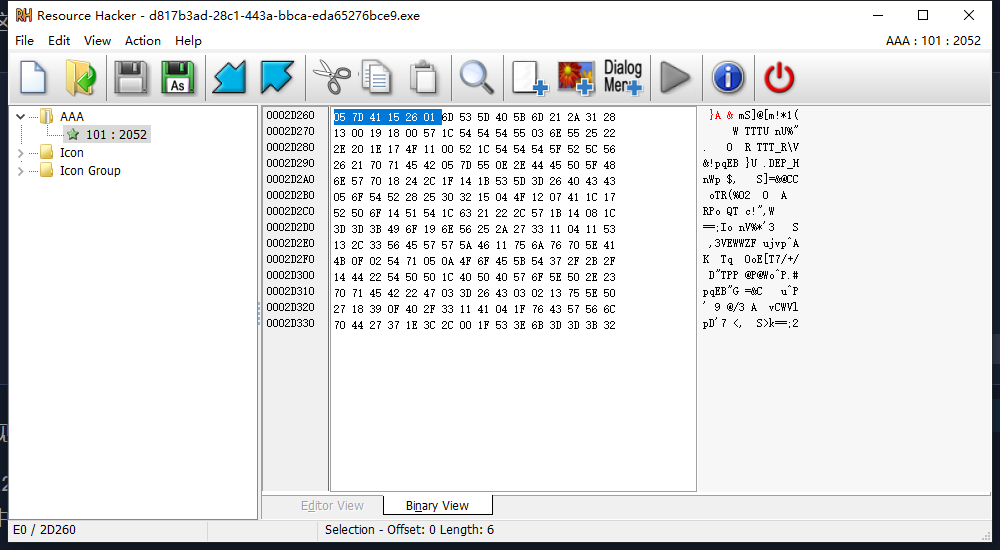 Resource Hacker - d817b3ad-28c1-443a-bbca-eda65276bce9.exe
File Edit View Action Help
AAA : 101 : 2052
As
Dialog
Menu
AAA
101 : 2052
Icon
Icon Group
0002D260 05 7D 41 15 26 01 6D 53 5D 40 5B 6D 21 2A 31 28 }A & mS]@[m!*1(
0002D270 13 00 19 18 00 57 1C 54 54 54 55 03 6E 55 25 22 W TTTU nU%"
0002D280 2E 20 1E 17 4F 11 00 52 1C 54 54 54 5F 52 5C 56 . O R TTT_R\V
0002D290 26 21 70 71 45 42 05 7D 55 0E 2E 44 45 50 5F 48 &!pqEB }U .DEP_H
0002D2A0 6E 57 70 18 24 2C 1F 14 1B 53 5D 3D 26 40 43 43 nWp $, S]=&@CC
0002D2B0 05 6F 54 52 28 25 30 32 15 04 4F 12 07 41 1C 17 oTR(%02 O A
0002D2C0 52 50 6F 14 51 54 1C 63 21 22 2C 57 1B 14 08 1C RPo QT c!",W
0002D2D0 3D 3D 3B 49 6F 19 6E 56 25 2A 27 33 11 04 11 53 ==;Io nV%*'3 S
0002D2E0 13 2C 33 56 45 57 57 5A 46 11 75 6A 76 70 5E 41 ,3VEWWZF ujvp^A
0002D2F0 4B 0F 02 54 71 05 0A 4F 6F 45 5B 54 37 2F 2B 2F K Tq OoE[T7/+/
0002D300 14 44 22 54 50 50 1C 40 50 40 57 6F 5E 50 2E 23 D"TPP @P@Wo^P.#
0002D310 70 71 45 42 22 47 03 3D 26 43 03 02 13 75 5E 50 pqEB"G =&C u^P
0002D320 27 18 39 0F 40 2F 33 11 41 04 1F 76 43 57 56 6C ' 9 @/3 A vCWVl
0002D330 70 44 27 37 1E 3C 2C 00 1F 53 3E 6B 3D 3D 3B 32 pD'7 <, S>k==;2
Editor View Binary View
E0 / 2D260 Selection - Offset: 0 Length: 6